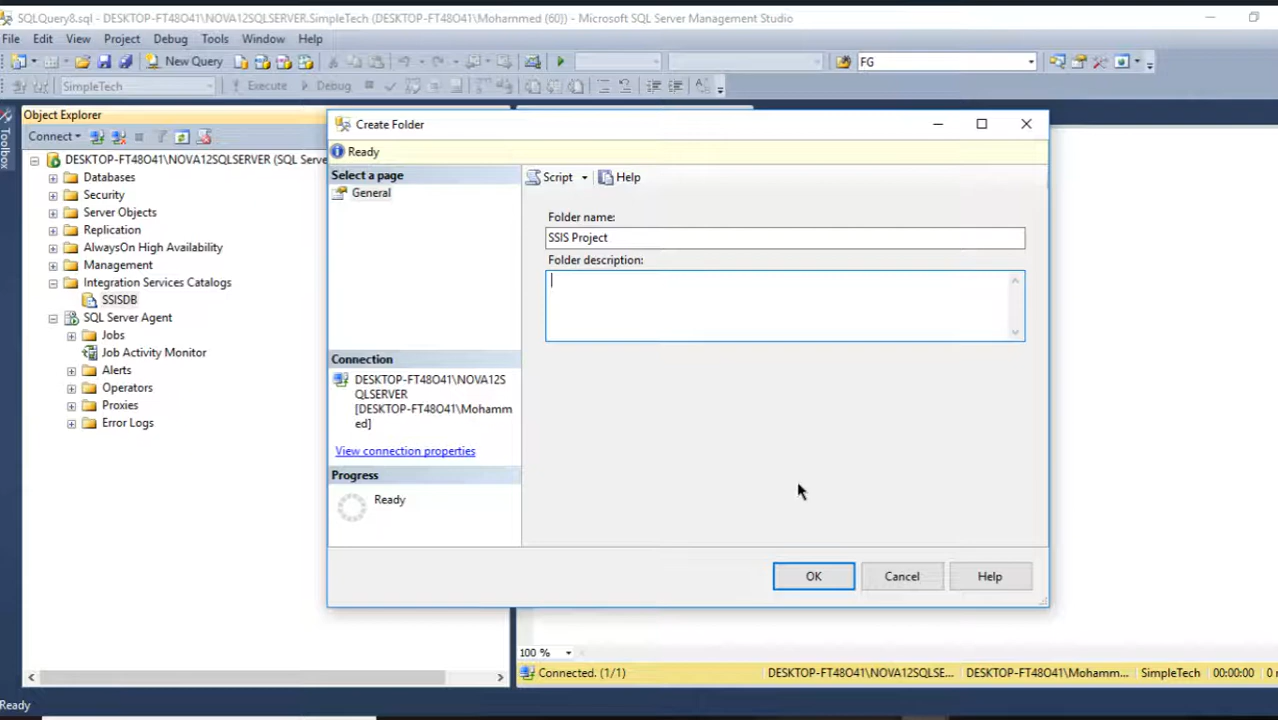 SQLQuery8.sql - DESKTOP-FT48O41\NOVA12SQLSERVER.SimpleTech (DESKTOP-FT48O41\Mohammed (60)) - Microsoft SQL Server Management Studio
File Edit View Project Debug Tools Window Help
New Query FG
SimpleTech Execute Debug
Toolbox
Object Explorer
Connect
DESKTOP-FT48O41\NOVA12SQLSERVER (SQL Serve
Databases
Security
Server Objects
Replication
AlwaysOn High Availability
Management
Integration Services Catalogs
SSISDB
SQL Server Agent
Jobs
Job Activity Monitor
Alerts
Operators
Proxies
Error Logs
Create Folder
Ready
Select a page
General
Script Help
Folder name:
SSIS Project
Folder description:
Connection
DESKTOP-FT48O41\NOVA12S
QLSERVER
[DESKTOP-FT48O41\Mohamm
ed]
View connection properties
Progress
Ready
OK Cancel Help
100 %
Connected. (1/1) DESKTOP-FT48O41\NOVA12SQLSE... DESKTOP-FT48O41\Mohamm... SimpleTech 00:00:00 0
Ready